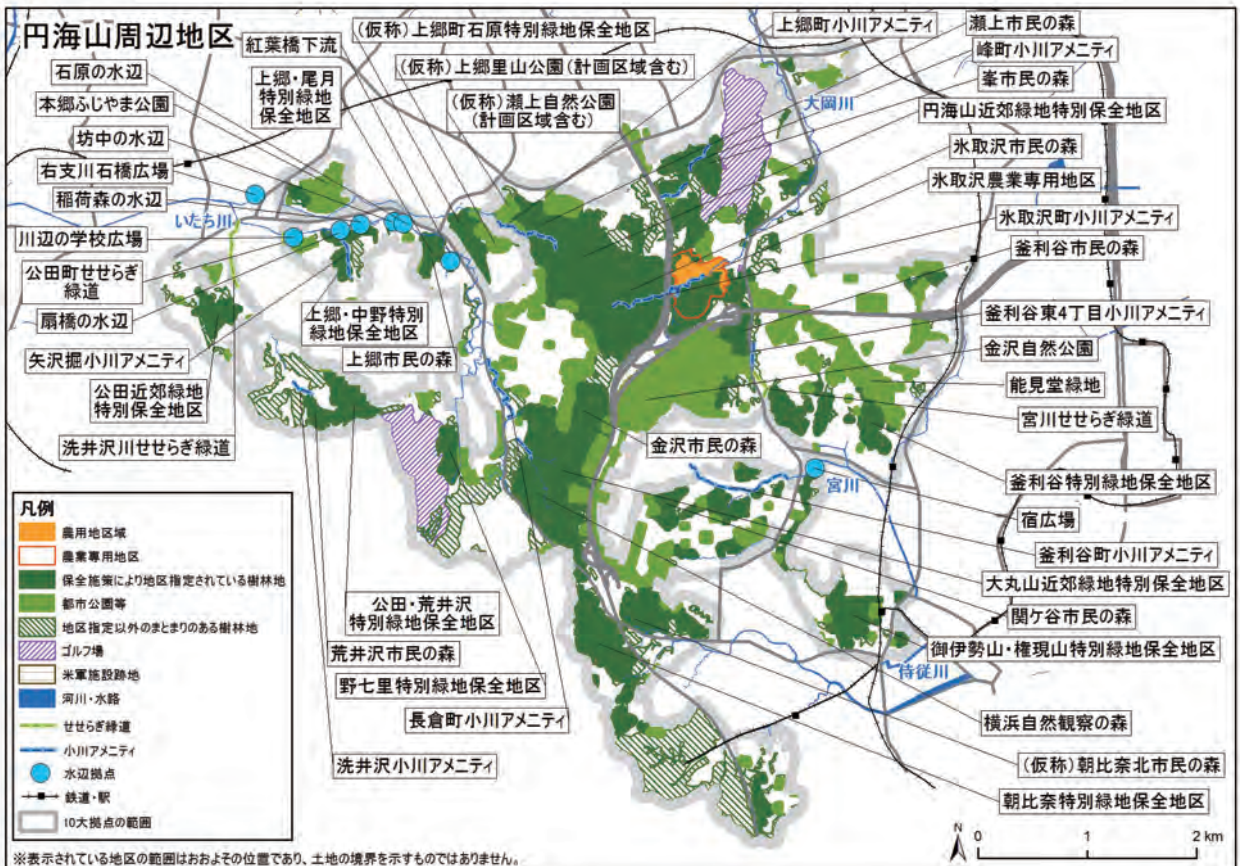 円海山周辺地区
紅葉橋下流
(仮称)上郷町石原特別緑地保全地区
上郷町小川アメニティ
瀬上市民の森
石原の水辺
上郷・尾月
特別緑地
保全地区
(仮称)上郷里山公園(計画区域含む)
峰町小川アメニティ
本郷ふじやま公園
(仮称)瀬上自然公園
(計画区域含む)
大岡川
峯市民の森
坊中の水辺
円海山近郊緑地特別保全地区
右支川石橋広場
氷取沢市民の森
稲荷森の水辺
氷取沢農業専用地区
いたち川
川辺の学校広場
氷取沢町小川アメニティ
公田町せせらぎ
緑道
釜利谷市民の森
扇橋の水辺
上郷・中野特別
緑地保全地区
釜利谷東4丁目小川アメニティ
矢沢掘小川アメニティ
上郷市民の森
金沢自然公園
公田近郊緑地
特別保全地区
能見堂緑地
洗井沢川せせらぎ緑道
宮川せせらぎ緑道
金沢市民の森
釜利谷特別緑地保全地区
宮川
宿広場
釜利谷町小川アメニティ
大丸山近郊緑地特別保全地区
関ケ谷市民の森
御伊勢山・権現山特別緑地保全地区
侍従川
横浜自然観察の森
(仮称)朝比奈北市民の森
朝比奈特別緑地保全地区
公田・荒井沢
特別緑地保全地区
荒井沢市民の森
野七里特別緑地保全地区
長倉町小川アメニティ
洗井沢小川アメニティ
凡例
農用地区域
農業専用地区
保全施策により地区指定されている樹林地
都市公園等
地区指定以外のまとまりのある樹林地
ゴルフ場
米軍施設跡地
河川・水路
せせらぎ緑道
小川アメニティ
水辺拠点
鉄道・駅
10大拠点の範囲
N
0 1 2 km
※表示されている地区の範囲はおおよその位置であり、土地の境界を示すものではありません。